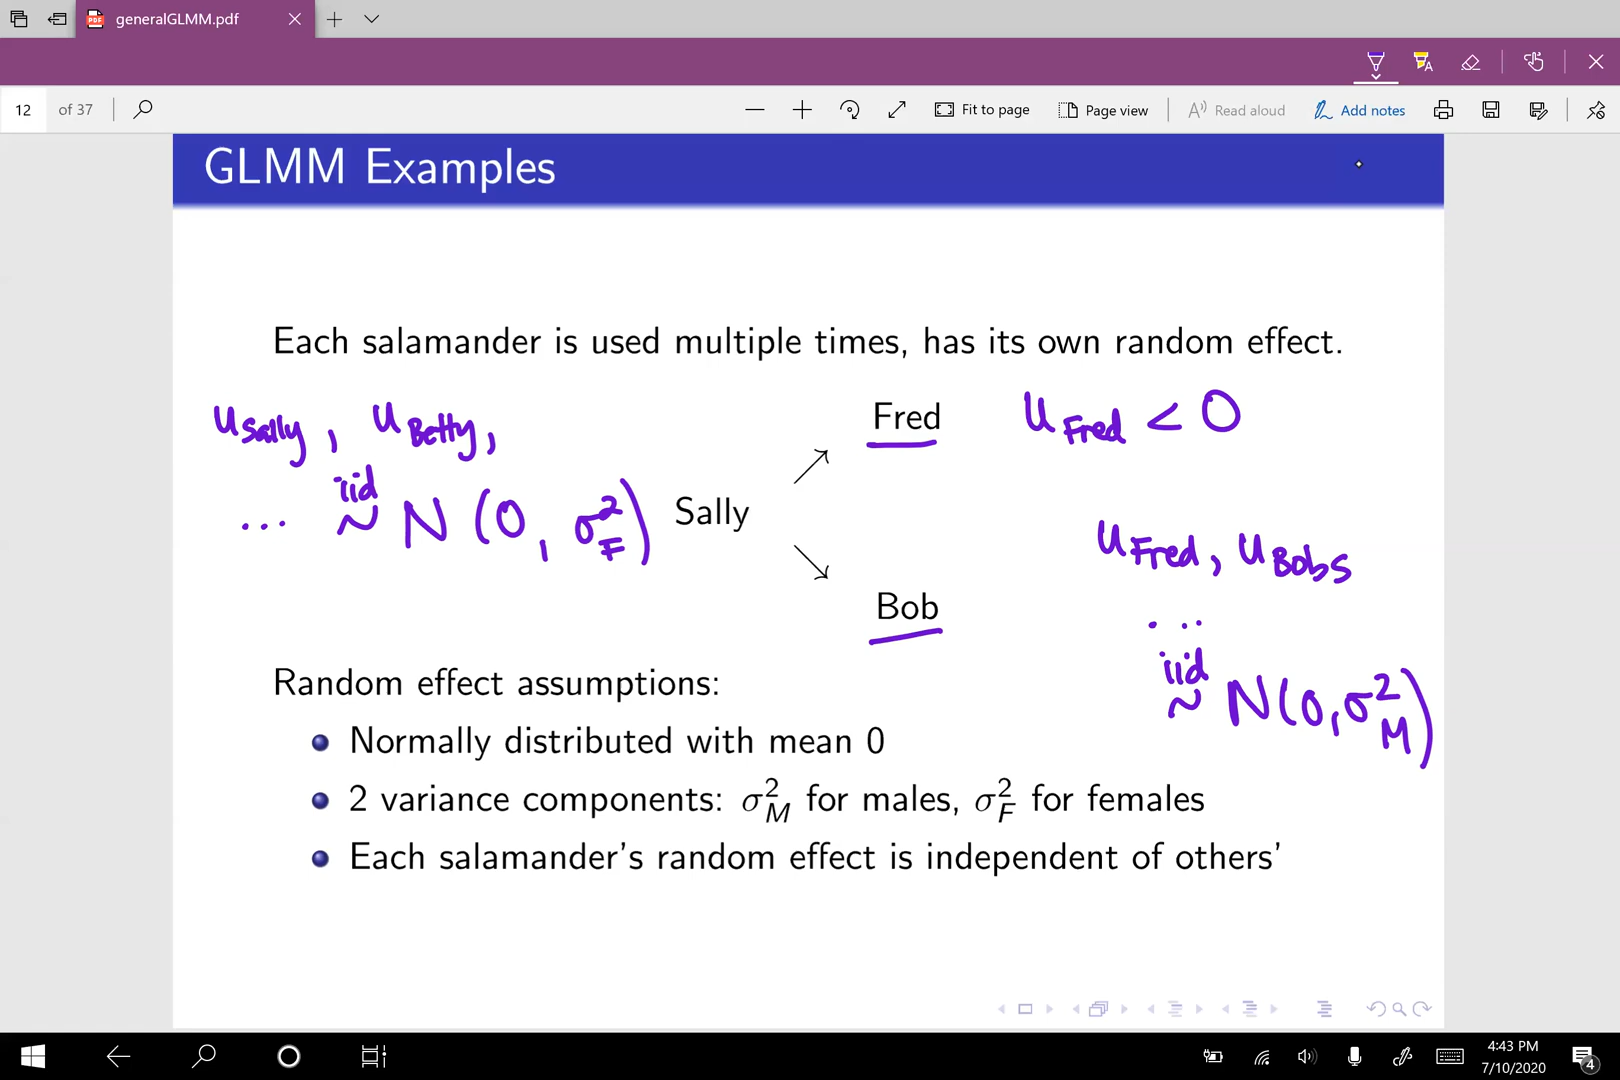 generalGLMM.pdf
12 of 37
Fit to page
Page view
Read aloud
Add notes
GLMM Examples
Each salamander is used multiple times, has its own random effect.
u_Sally, u_Betty,
... iid ~ N(0, σ²_F)
Fred
u_Fred < 0
Sally
u_Fred, u_Bobs
...
iid ~ N(0, σ²_M)
Bob
Random effect assumptions:
Normally distributed with mean 0
2 variance components: σ²_M for males, σ²_F for females
Each salamander's random effect is independent of others'
4:43 PM
7/10/2020
4